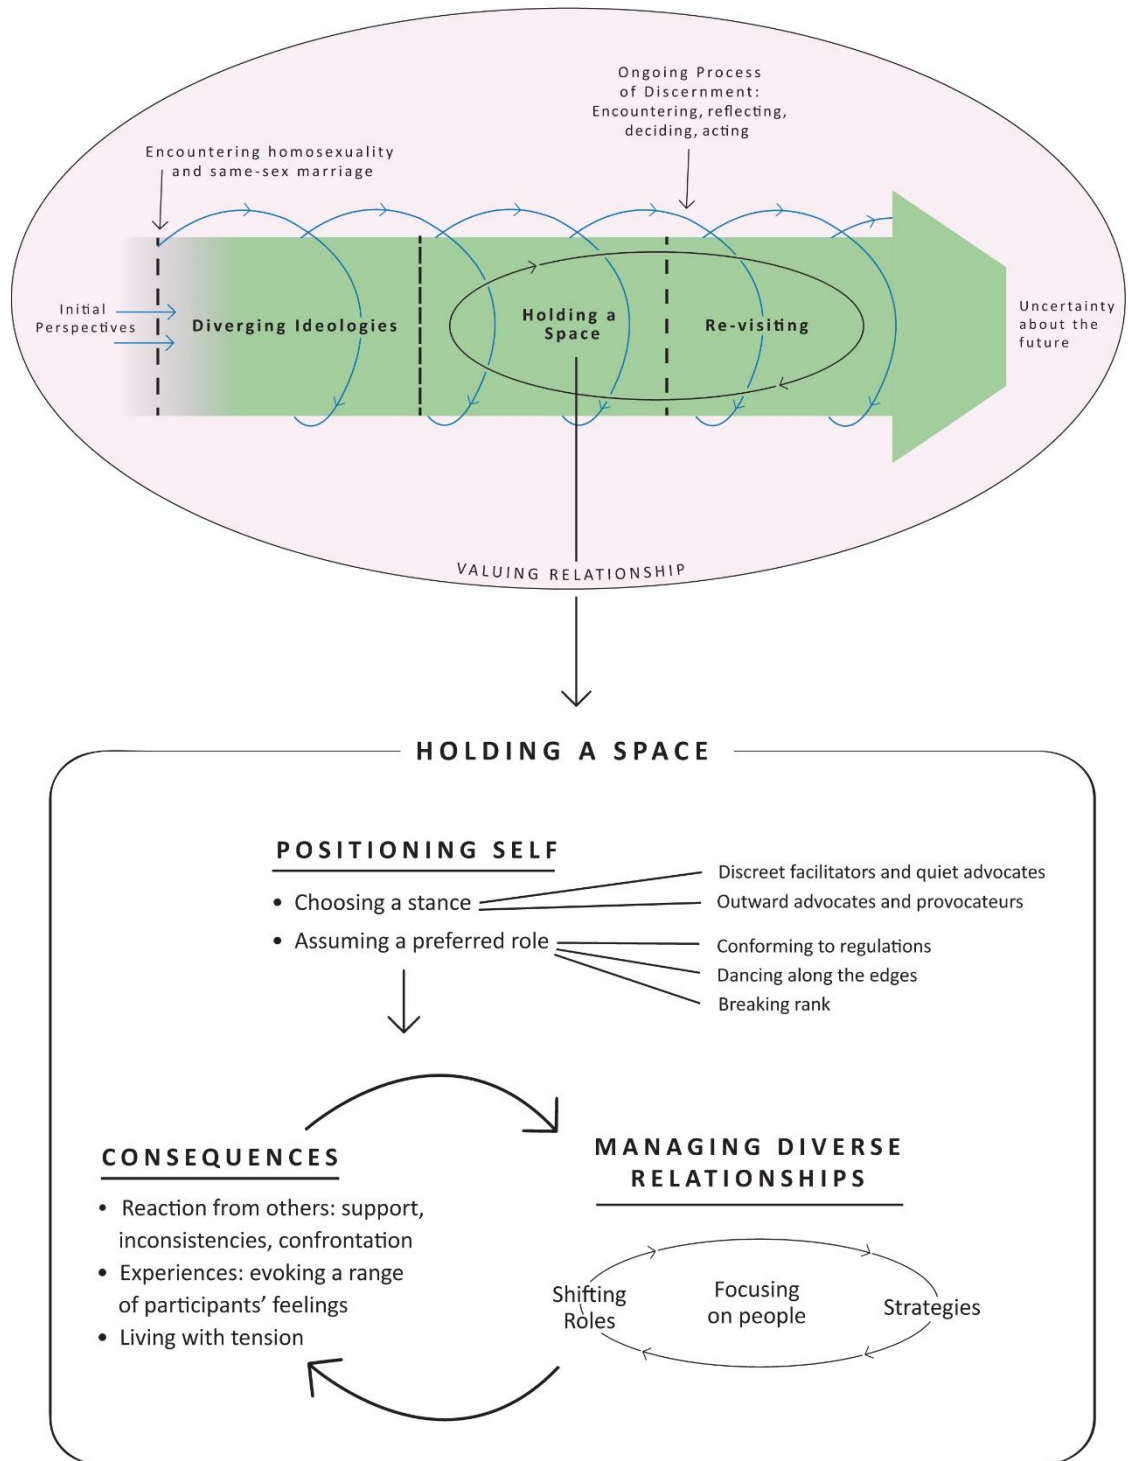 Ongoing Process
of Discernment:
Encountering, reflecting,
deciding, acting
Encountering homosexuality
and same-sex marriage
Initial
Perspectives
Diverging Ideologies
Holding a
Space
Re-visiting
Uncertainty
about the
future
VALUING RELATIONSHIP
HOLDING A SPACE
POSITIONING SELF
• Choosing a stance
Discreet facilitators and quiet advocates
Outward advocates and provocateurs
• Assuming a preferred role
Conforming to regulations
Dancing along the edges
Breaking rank
CONSEQUENCES
• Reaction from others: support,
inconsistencies, confrontation
• Experiences: evoking a range
of participants’ feelings
• Living with tension
MANAGING DIVERSE
RELATIONSHIPS
Shifting
Roles
Focusing
on people
Strategies